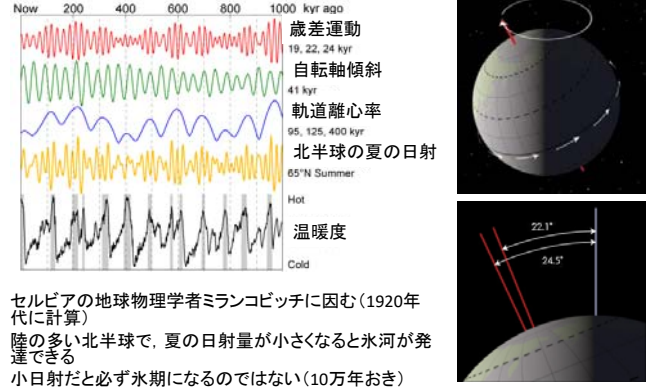 Now 200 400 600 800 1000 kyr ago
歳差運動
19, 22, 24 kyr
自転軸傾斜
41 kyr
軌道離心率
95, 125, 400 kyr
北半球の夏の日射
65°N Summer
Hot
温暖度
Cold
22.1°
24.5°
セルビアの地球物理学者ミランコビッチに因む（1920年
代に計算）
陸の多い北半球で，夏の日射量が小さくなると氷河が発
達できる
小日射だと必ず氷期になるのではない（10万年おき）